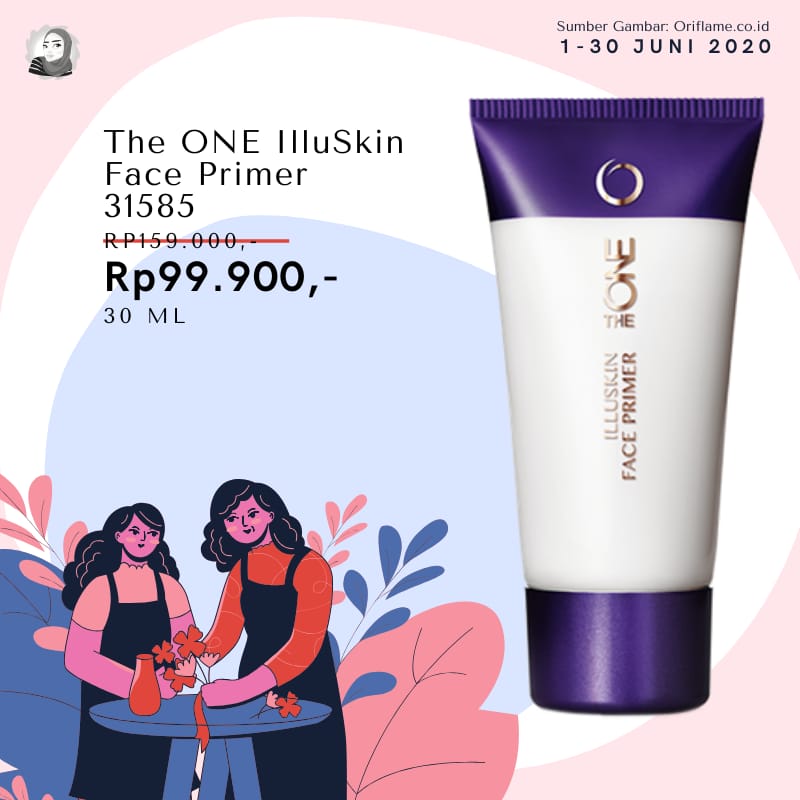 Sumber Gambar: Oriflame.co.id
1-30 JUNI 2020
The ONE IlluSkin
Face Primer
31585
RP159.000,-
Rp99.900,-
30 ML
THE ONE
ILLUSKIN
FACE PRIMER